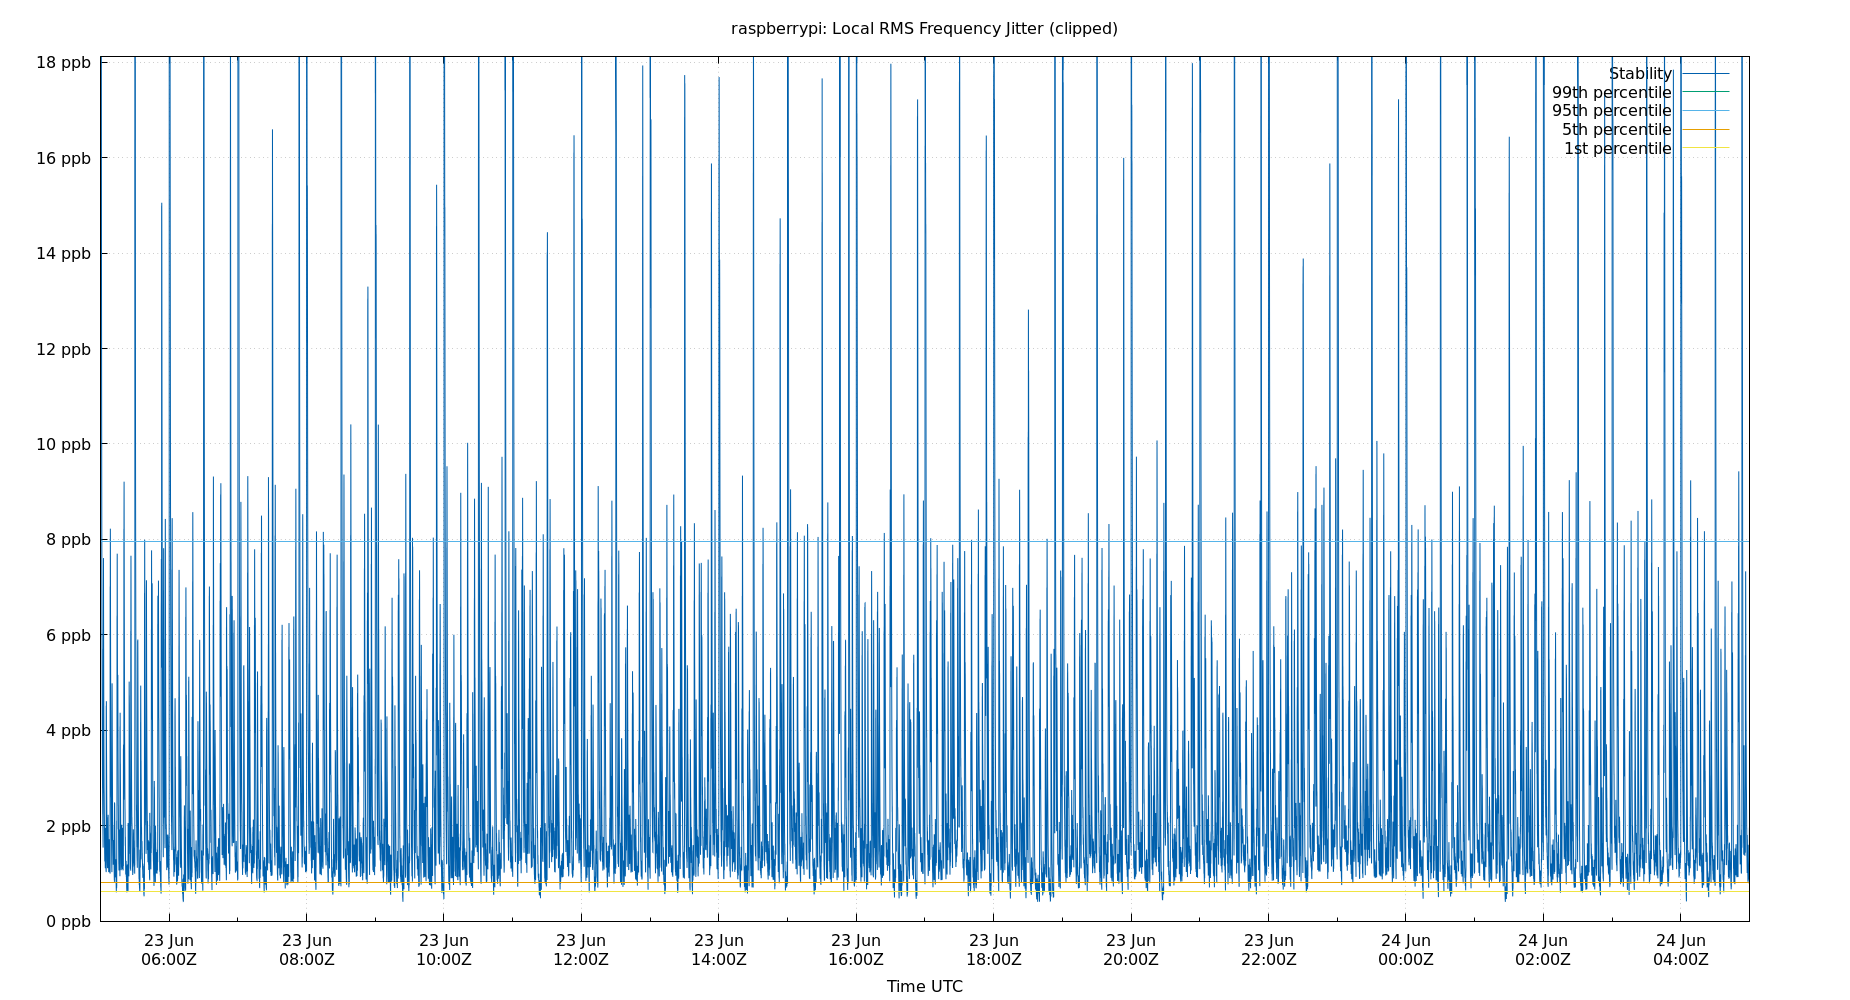 raspberrypi: Local RMS Frequency Jitter (clipped)
18 ppb
16 ppb
14 ppb
12 ppb
10 ppb
8 ppb
6 ppb
4 ppb
2 ppb
0 ppb
Stability
99th percentile
95th percentile
5th percentile
1st percentile
23 Jun 23 Jun 23 Jun 23 Jun 23 Jun 23 Jun 23 Jun 23 Jun 23 Jun 24 Jun 24 Jun 24 Jun
06:00Z 08:00Z 10:00Z 12:00Z 14:00Z 16:00Z 18:00Z 20:00Z 22:00Z 00:00Z 02:00Z 04:00Z
Time UTC